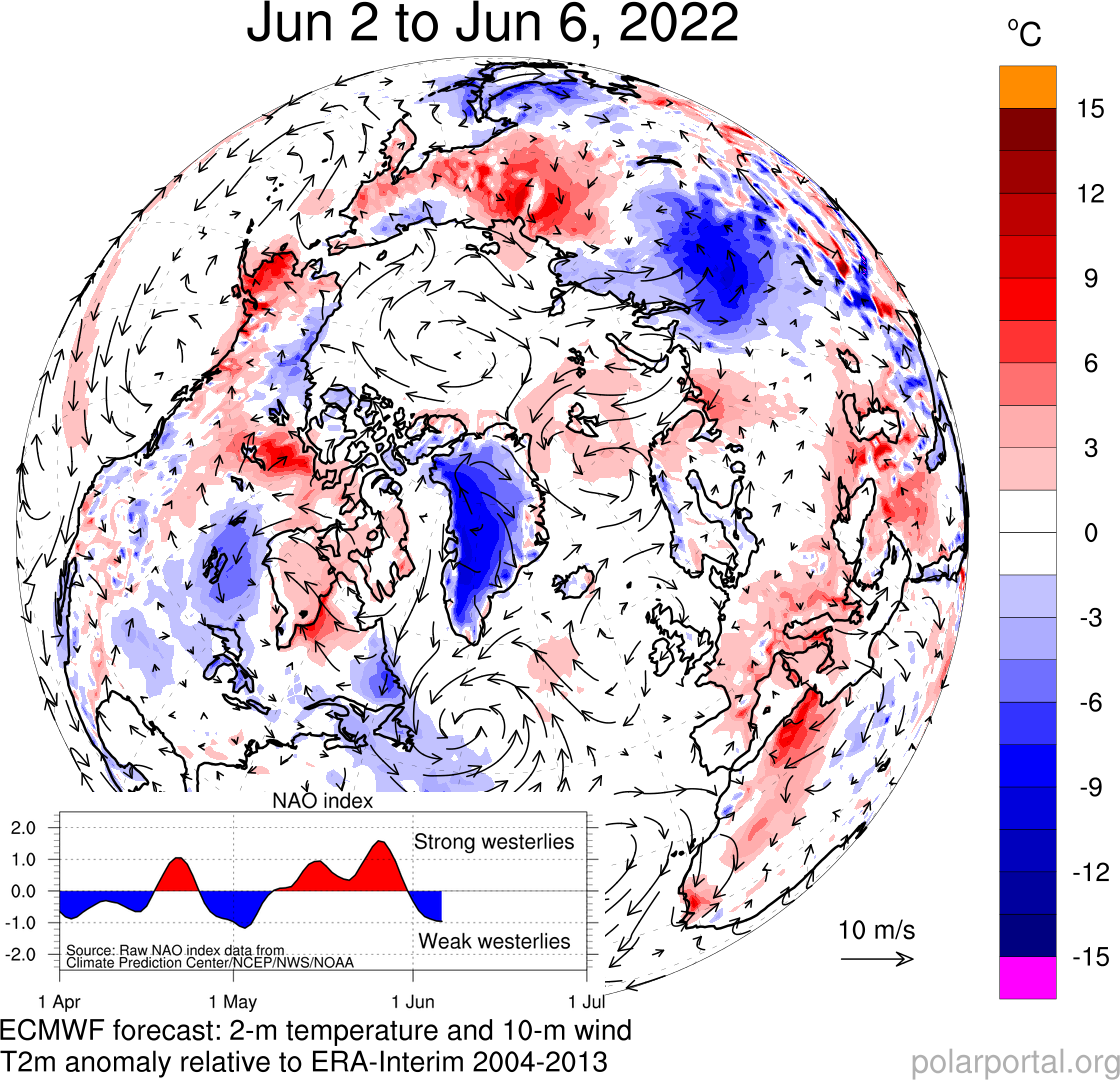 Jun 2 to Jun 6, 2022
oC
15
12
9
6
3
0
-3
-6
-9
-12
-15
10 m/s
NAO index
2.0
1.0
0.0
-1.0
-2.0
Strong westerlies
Weak westerlies
Source: Raw NAO index data from
Climate Prediction Center/NCEP/NWS/NOAA
1 Apr 1 May 1 Jun 1 Jul
ECMWF forecast: 2-m temperature and 10-m wind
T2m anomaly relative to ERA-Interim 2004-2013
polarportal.org